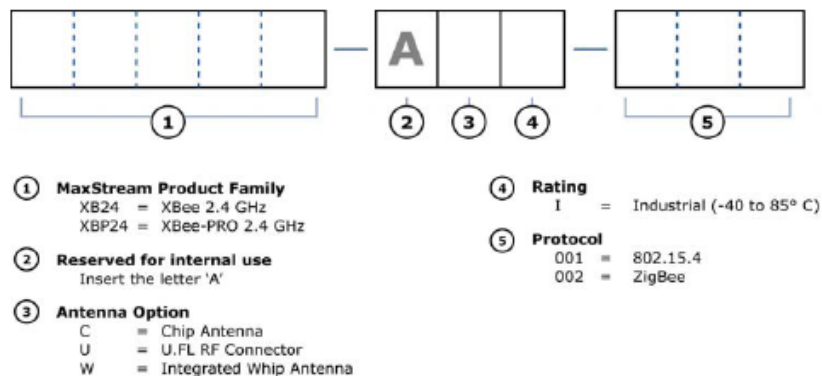 A
1 2 3 4 5
1 MaxStream Product Family
XB24 = XBee 2.4 GHz
XBP24 = XBee-PRO 2.4 GHz
2 Reserved for internal use
Insert the letter 'A'
3 Antenna Option
C = Chip Antenna
U = U.FL RF Connector
W = Integrated Whip Antenna
4 Rating
I = Industrial (-40 to 85° C)
5 Protocol
001 = 802.15.4
002 = ZigBee